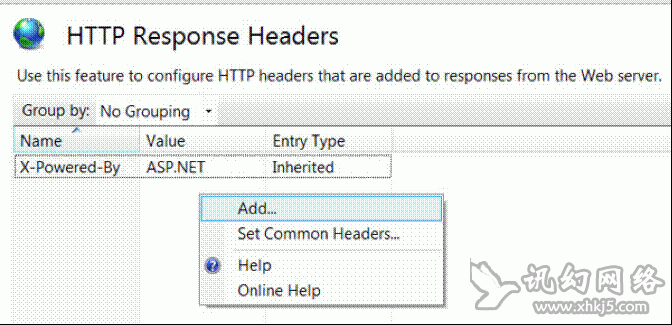 HTTP Response Headers
Use this feature to configure HTTP headers that are added to responses from the Web server.
Group by: No Grouping
Name Value Entry Type
X-Powered-By ASP.NET Inherited
Add...
Set Common Headers...
Help
Online Help
讯幻网络
www.xhkj5.com